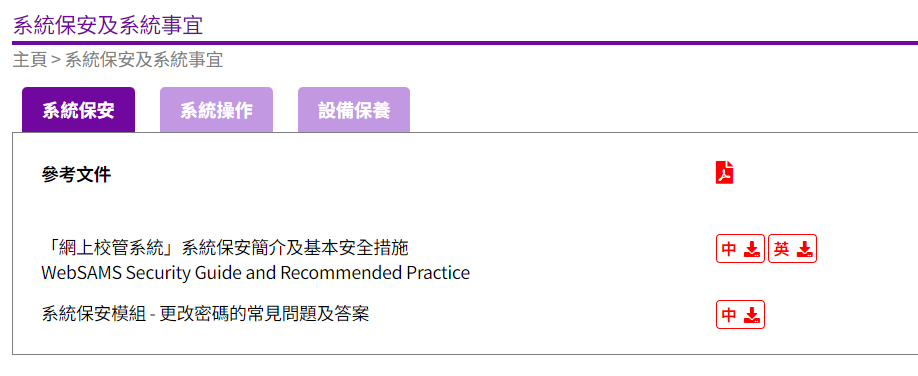 系統保安及系統事宜
主頁 > 系統保安及系統事宜
系統保安 系統操作 設備保養
參考文件
「網上校管系統」系統保安簡介及基本安全措施
WebSAMS Security Guide and Recommended Practice
中 英
系統保安模組 - 更改密碼的常見問題及答案
中